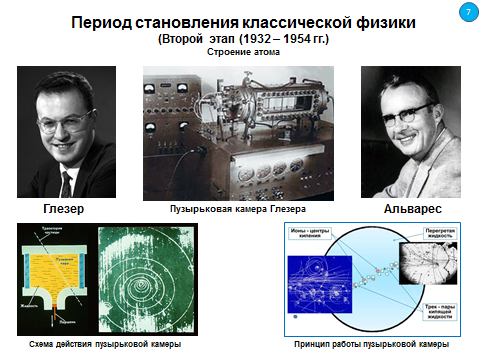 7
Период становления классической физики
(Второй этап (1932 – 1954 гг.)
Строение атома
Глезер
Пузырьковая камера Глезера
Альварес
Траектория
частицы
Пузырьки
пара
Жидкость
Поршень
Ионы - центры
кипения
Перегретая
жидкость
Трек - пары
кипящей
жидкости
Схема действия пузырьковой камеры
Принцип работы пузырьковой камеры